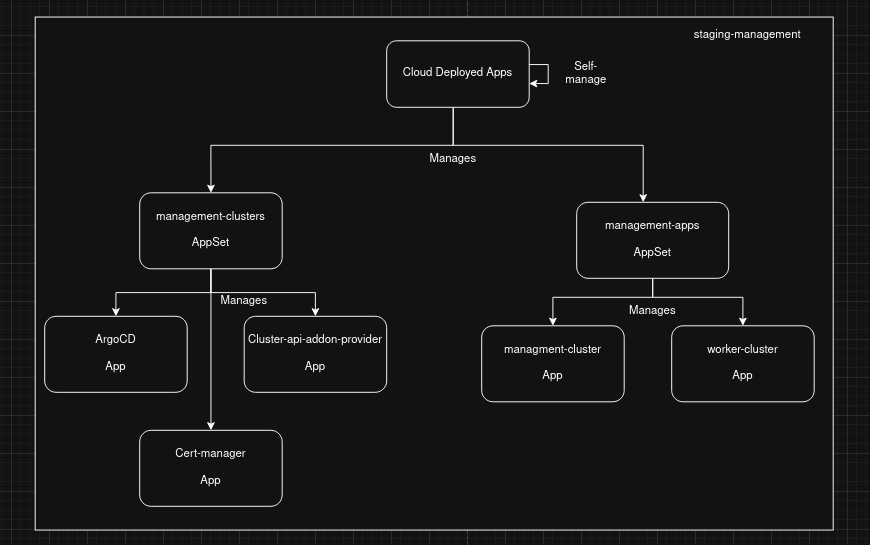 staging-management
Cloud Deployed Apps
Self-
manage
Manages
management-clusters
AppSet
management-apps
AppSet
Manages
Manages
ArgoCD
App
Cluster-api-addon-provider
App
managment-cluster
App
worker-cluster
App
Cert-manager
App